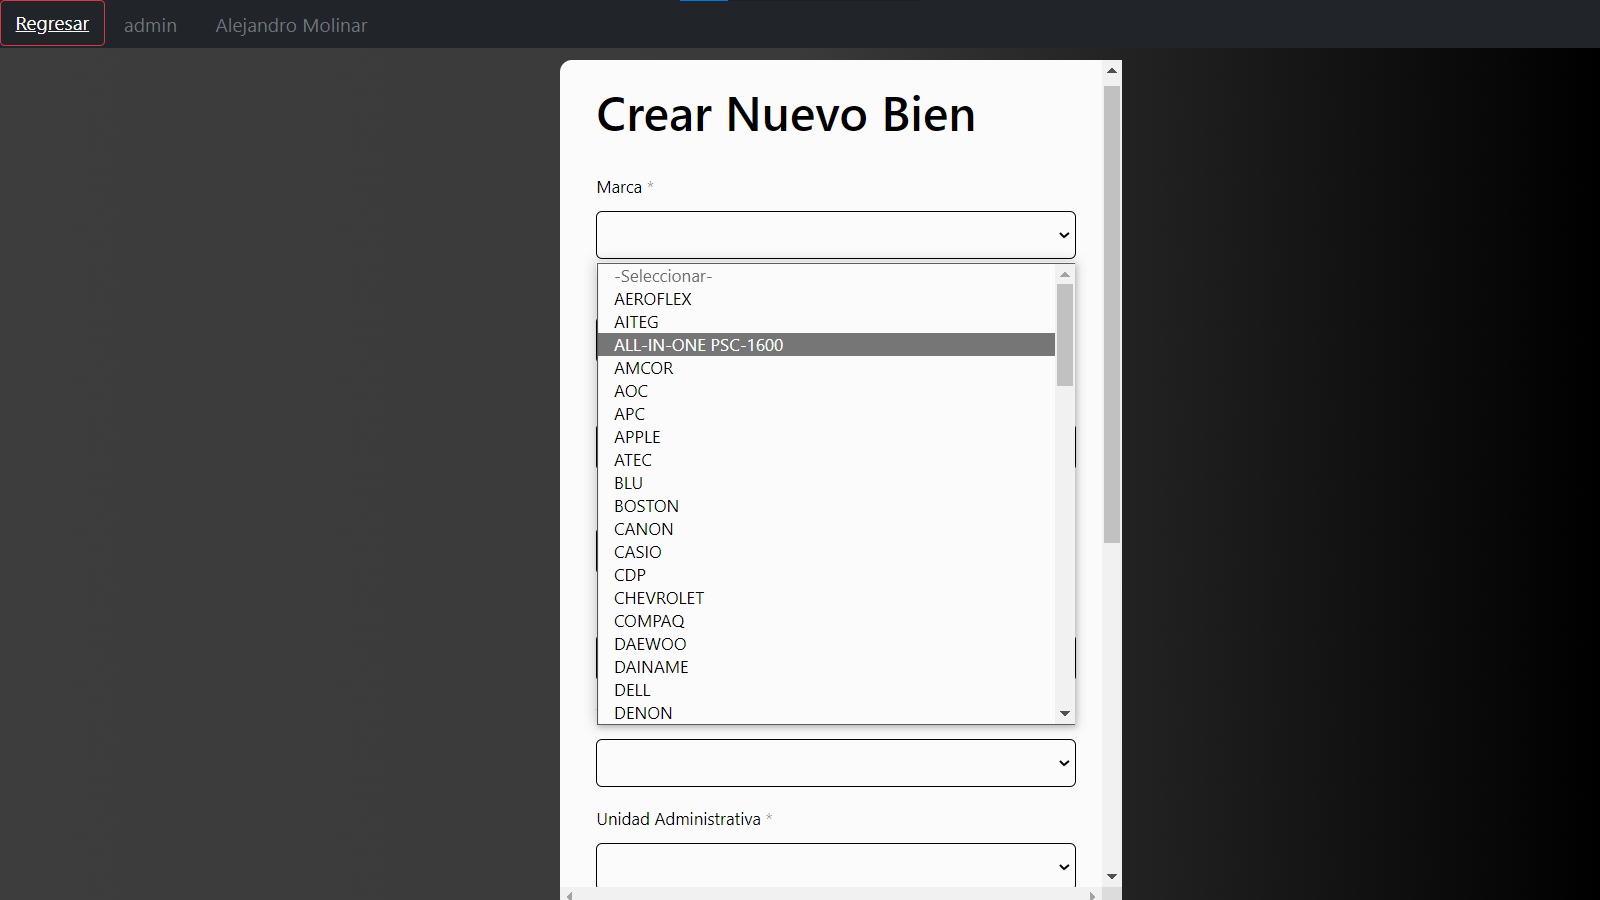 Regresar admin Alejandro Molinar
Crear Nuevo Bien
Marca *
-Seleccionar-
AEROFLEX
AITEG
ALL-IN-ONE PSC-1600
AMCOR
AOC
APC
APPLE
ATEC
BLU
BOSTON
CANON
CASIO
CDP
CHEVROLET
COMPAQ
DAEWOO
DAINAME
DELL
DENON
Unidad Administrativa *